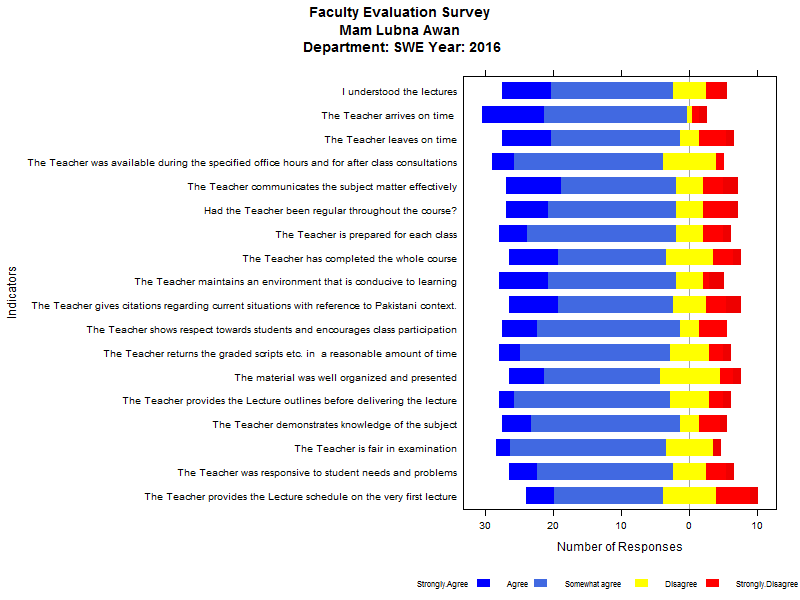 Faculty Evaluation Survey
Mam Lubna Awan
Department: SWE Year: 2016
Indicators
I understood the lectures
The Teacher arrives on time
The Teacher leaves on time
The Teacher was available during the specified office hours and for after class consultations
The Teacher communicates the subject matter effectively
Had the Teacher been regular throughout the course?
The Teacher is prepared for each class
The Teacher has completed the whole course
The Teacher maintains an environment that is conducive to learning
The Teacher gives citations regarding current situations with reference to Pakistani context.
The Teacher shows respect towards students and encourages class participation
The Teacher returns the graded scripts etc. in  a reasonable amount of time
The material was well organized and presented
The Teacher provides the Lecture outlines before delivering the lecture
The Teacher demonstrates knowledge of the subject
The Teacher is fair in examination
The Teacher was responsive to student needs and problems
The Teacher provides the Lecture schedule on the very first lecture
30 20 10 0 10
Number of Responses
Strongly.Agree Agree Somewhat agree Disagree Strongly.Disagree